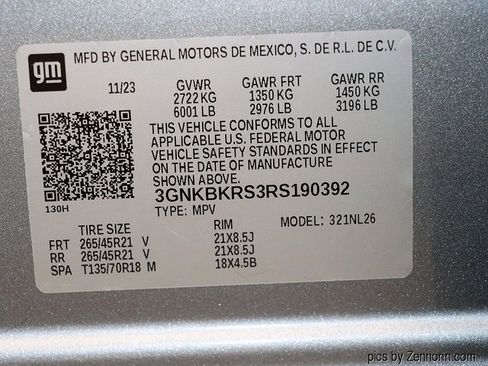 gm
MFD BY GENERAL MOTORS DE MEXICO, S. DE R.L. DE C.V.
11/23 GVWR GAWR FRT GAWR RR
2722 KG 1350 KG 1450 KG
6001 LB 2976 LB 3196 LB
THIS VEHICLE CONFORMS TO ALL
APPLICABLE U.S. FEDERAL MOTOR
VEHICLE SAFETY STANDARDS IN EFFECT
ON THE DATE OF MANUFACTURE
SHOWN ABOVE.
130H
3GNKBKRS3RS190392
TYPE: MPV MODEL: 321NL26
TIRE SIZE RIM
FRT 265/45R21 V 21X8.5J
RR 265/45R21 V 21X8.5J
SPA T135/70R18 M 18X4.5B
pics by Zennonn.com